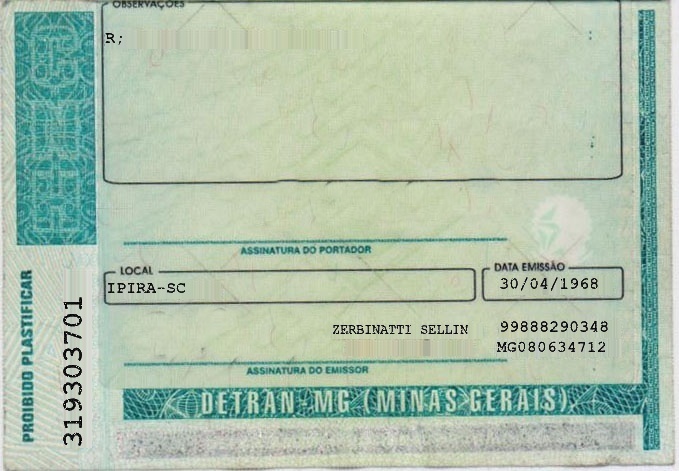 OBSERVAÇÕES
R;
ASSINATURA DO PORTADOR
LOCAL
IPIRA-SC
DATA EMISSÃO
30/04/1968
ZERBINATTI SELLIN
99888290348
MG080634712
ASSINATURA DO EMISSOR
DETRAN-MG (MINAS GERAIS)
PROIBIDO PLASTIFICAR
319303701